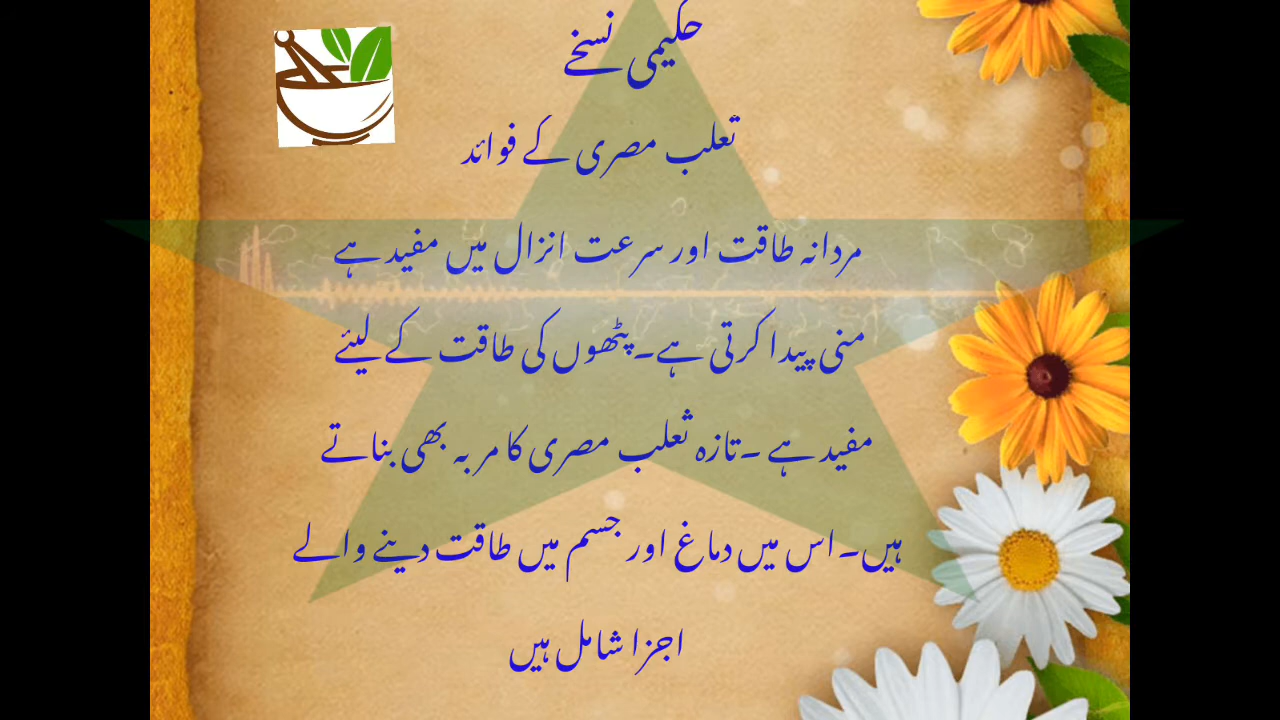 حکیمی نسخے
ثعلب مصری کے فوائد
مردانہ طاقت اور سرعت انزال میں مفید ہے
منی پیدا کرتی ہے۔پٹھوں کی طاقت کے لیئے
مفید ہے ۔تازہ ثعلب مصری کا مربہ بھی بناتے
ہیں۔اس میں دماغ اور جسم میں طاقت دینے والے
اجزا شامل ہیں